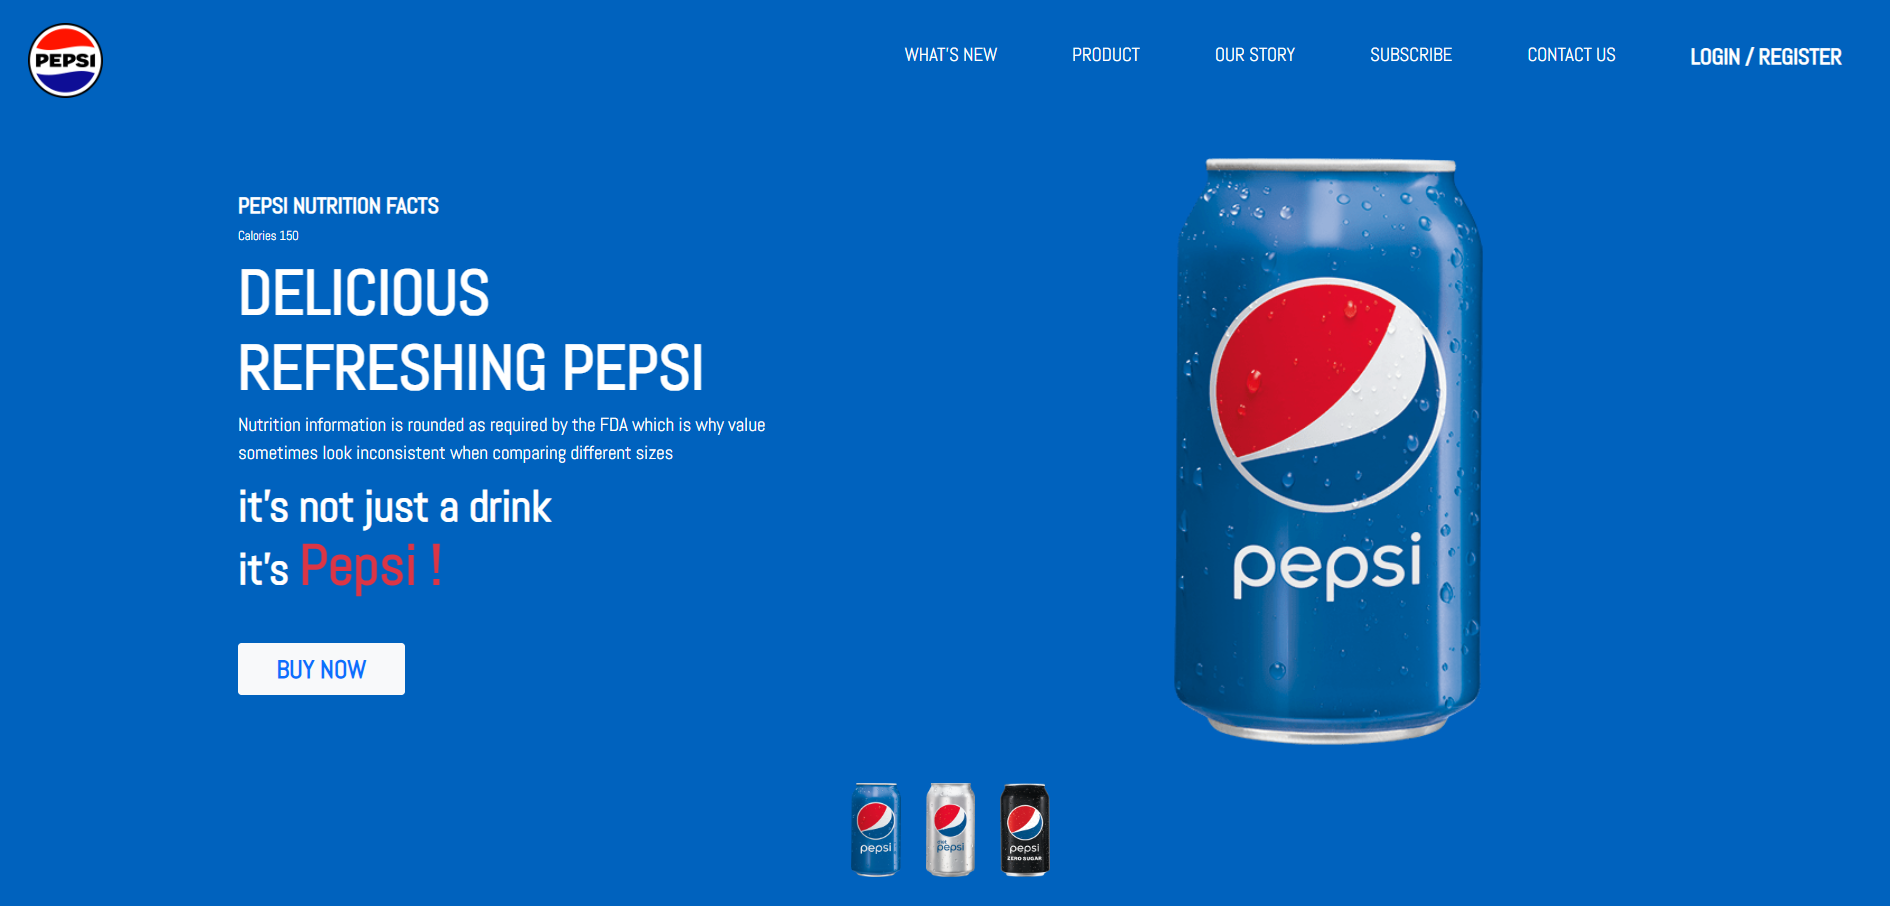 PEPSI
WHAT'S NEW
PRODUCT
OUR STORY
SUBSCRIBE
CONTACT US
LOGIN / REGISTER
PEPSI NUTRITION FACTS
Calories 150
DELICIOUS
REFRESHING PEPSI
Nutrition information is rounded as required by the FDA which is why value
sometimes look inconsistent when comparing different sizes
it's not just a drink
it's Pepsi !
BUY NOW
pepsi
pepsi
diet
pepsi
pepsi
ZERO SUGAR